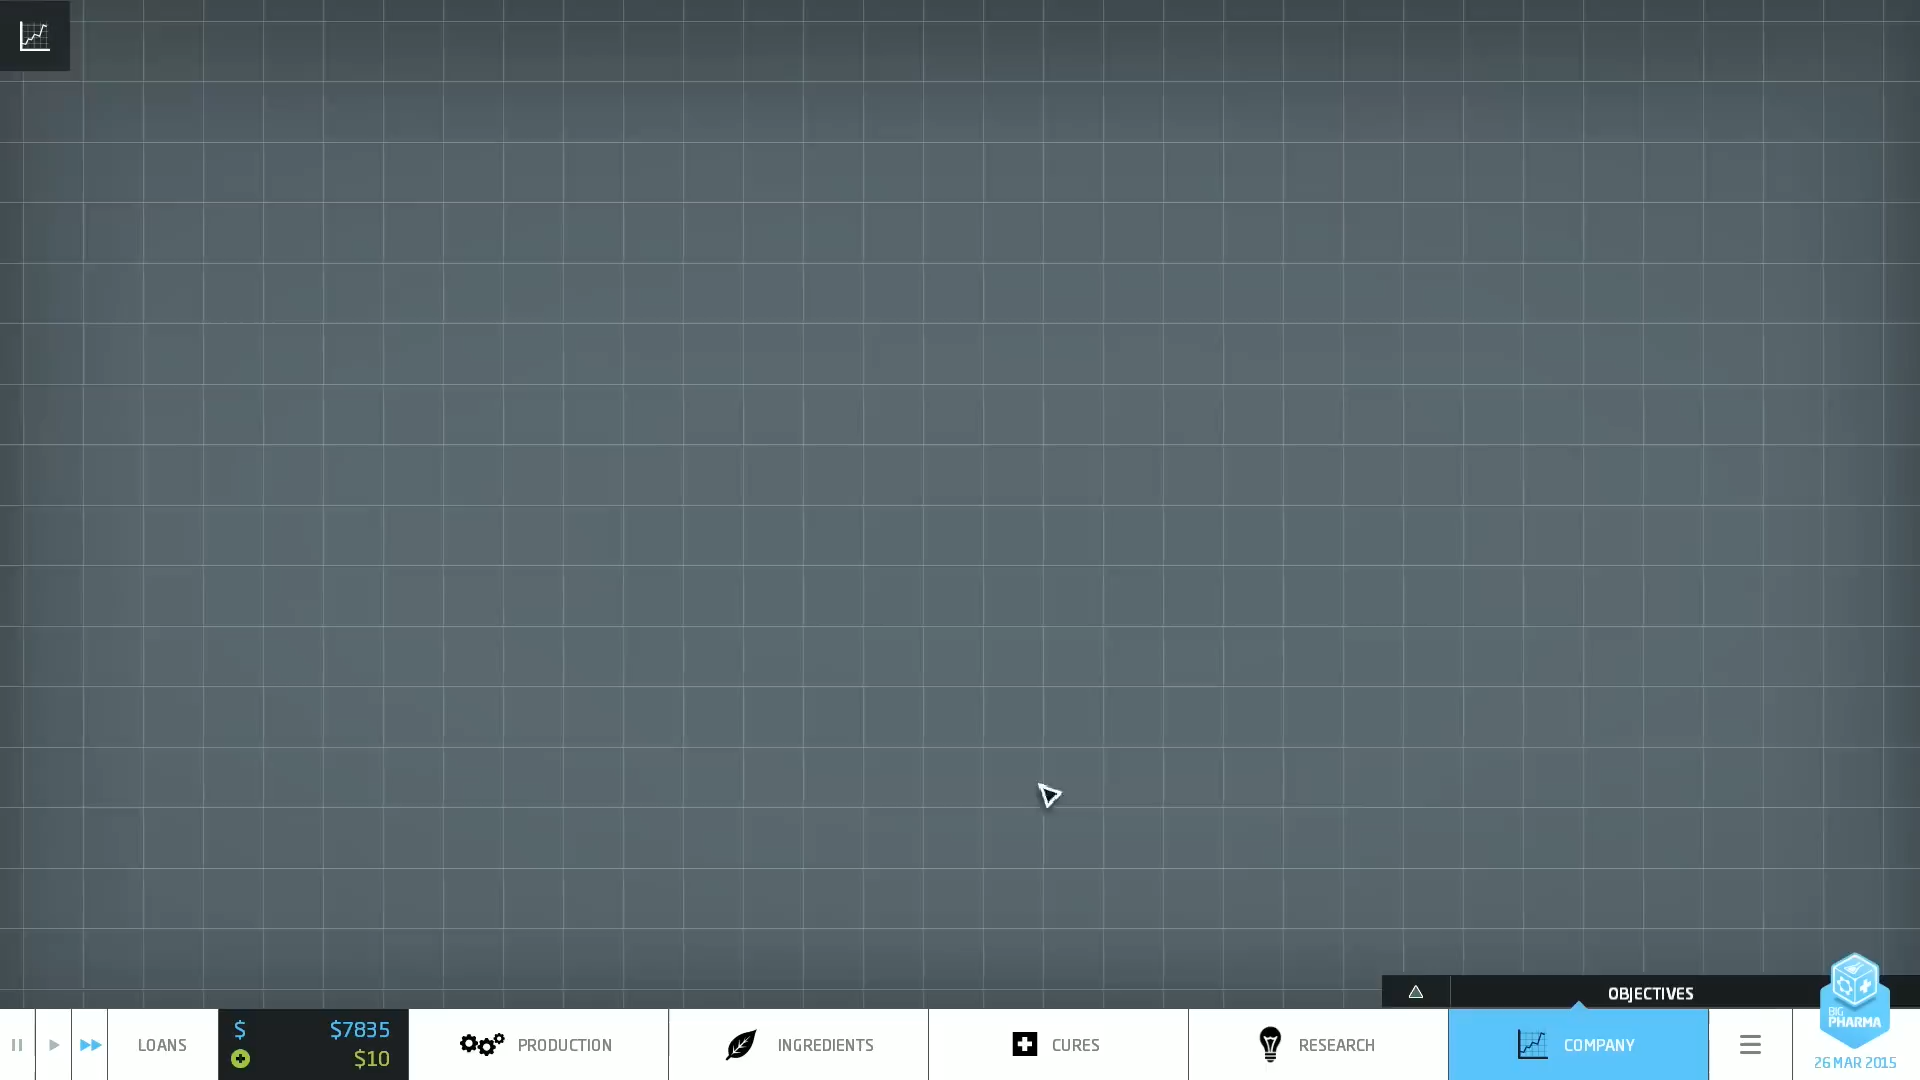 OBJECTIVES
LOANS
$ $7835
$10
PRODUCTION
INGREDIENTS
CURES
RESEARCH
COMPANY
BIG
PHARMA
26 MAR 2015